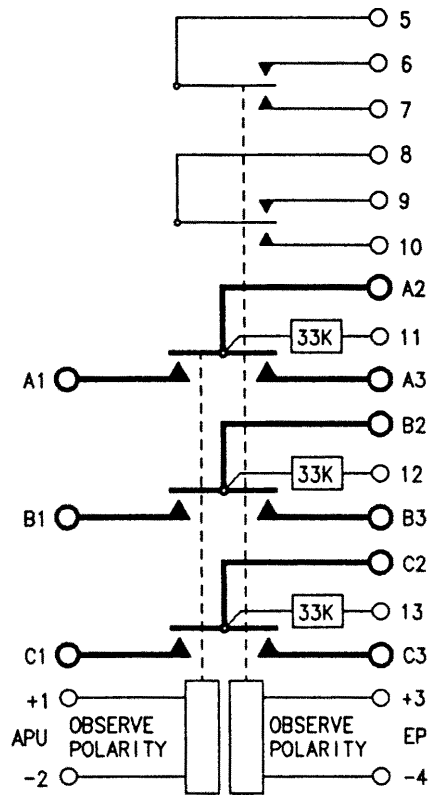 5
6
7
8
9
10
A2
33K 11
A1 A3
B2
33K 12
B1 B3
C2
33K 13
C1 C3
+1 +3
APU OBSERVE POLARITY OBSERVE POLARITY EP
-2 -4